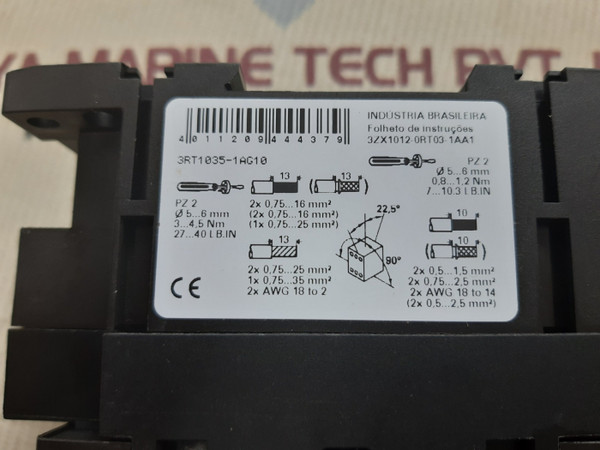 YA MARINE TECH PVT. L
4 011209 444379
INDÚSTRIA BRASILEIRA
Folheto de instruções
3ZX1012-0RT03-1AA1
3RT1035-1AG10
13
13
PZ 2
Ø 5...6 mm
3...4,5 Nm
27...40 LB.IN
2x 0,75...16 mm²
(2x 0,75...16 mm²)
(1x 0,75...25 mm²)
13
2x 0,75...25 mm²
1x 0,75...35 mm²
2x AWG 18 to 2
22,5°
90°
PZ 2
Ø 5...6 mm
0,8...1,2 Nm
7...10.3 LB.IN
10
10
2x 0,5...1,5 mm²
2x 0,75...2,5 mm²
2x AWG 18 to 14
(2x 0,5...2,5 mm²)
CE